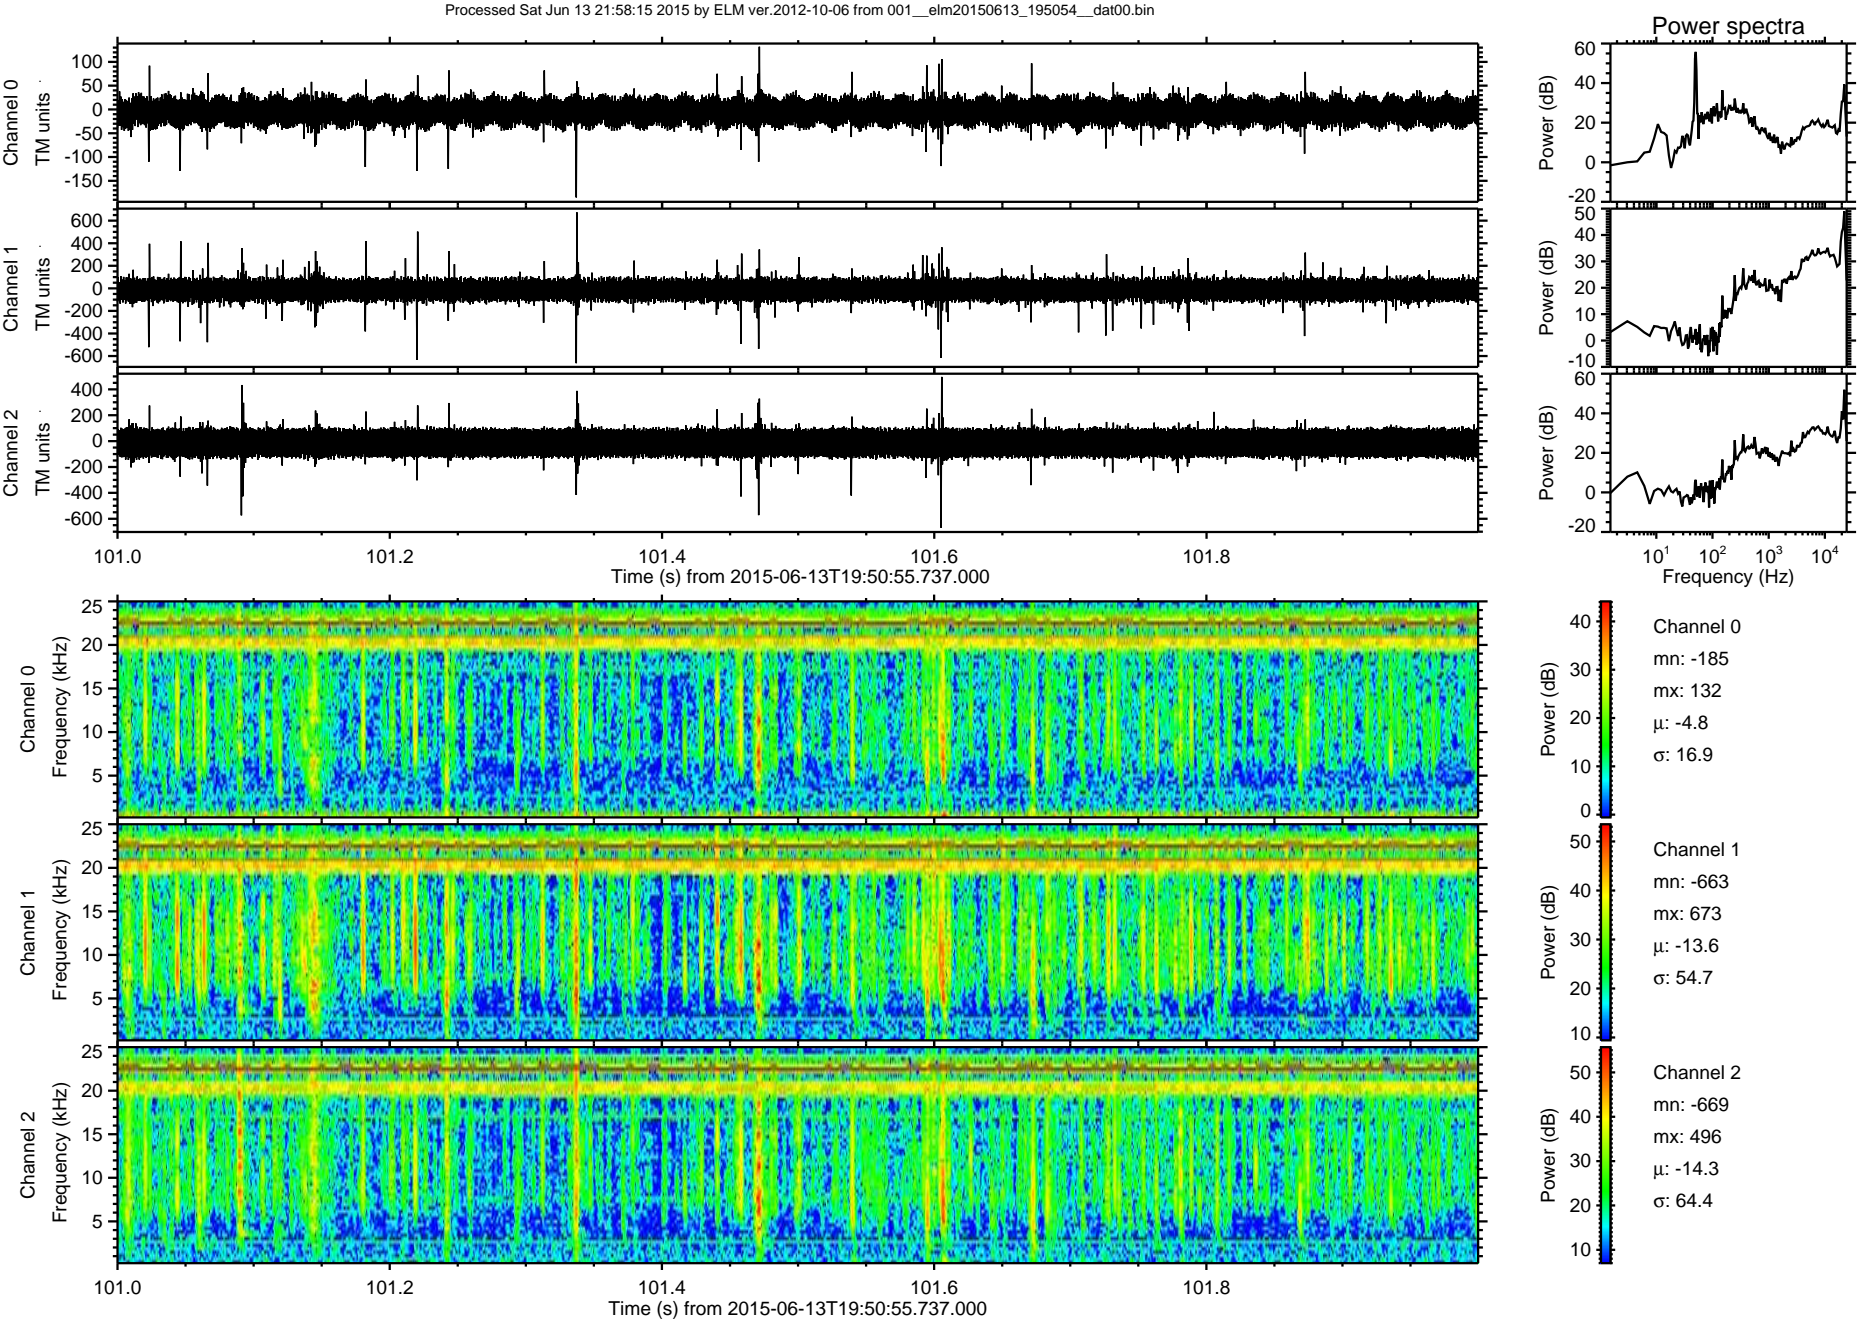 Processed Sat Jun 13 21:58:15 2015 by ELM ver.2012-10-06 from 001__elm20150613_195054__dat00.bin
Power spectra
Channel 0
TM units
100
50
0
-50
-100
-150
Power (dB)
60
40
20
0
-20
Channel 1
TM units
600
400
200
0
-200
-400
-600
Power (dB)
50
40
30
20
10
0
-10
Channel 2
TM units
400
200
0
-200
-400
-600
Power (dB)
60
40
20
0
-20
101.0 101.2 101.4 101.6 101.8
Time (s) from 2015-06-13T19:50:55.737.000
10¹ 10² 10³ 10⁴
Frequency (Hz)
Channel 0
Frequency (kHz)
25
20
15
10
5
Power (dB)
40
30
20
10
0
Channel 0
mn: -185
mx: 132
μ: -4.8
σ: 16.9
Channel 1
Frequency (kHz)
25
20
15
10
5
Power (dB)
50
40
30
20
10
Channel 1
mn: -663
mx: 673
μ: -13.6
σ: 54.7
Channel 2
Frequency (kHz)
25
20
15
10
5
Power (dB)
50
40
30
20
10
Channel 2
mn: -669
mx: 496
μ: -14.3
σ: 64.4
101.0 101.2 101.4 101.6 101.8
Time (s) from 2015-06-13T19:50:55.737.000